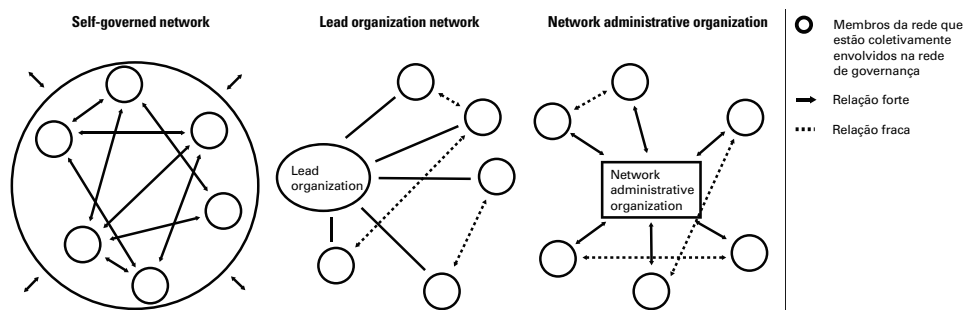 Self-governed network
Lead organization network
Network administrative organization
Lead
organization
Network
administrative
organization
Membros da rede que
estão coletivamente
envolvidos na rede
de governança
Relação forte
Relação fraca